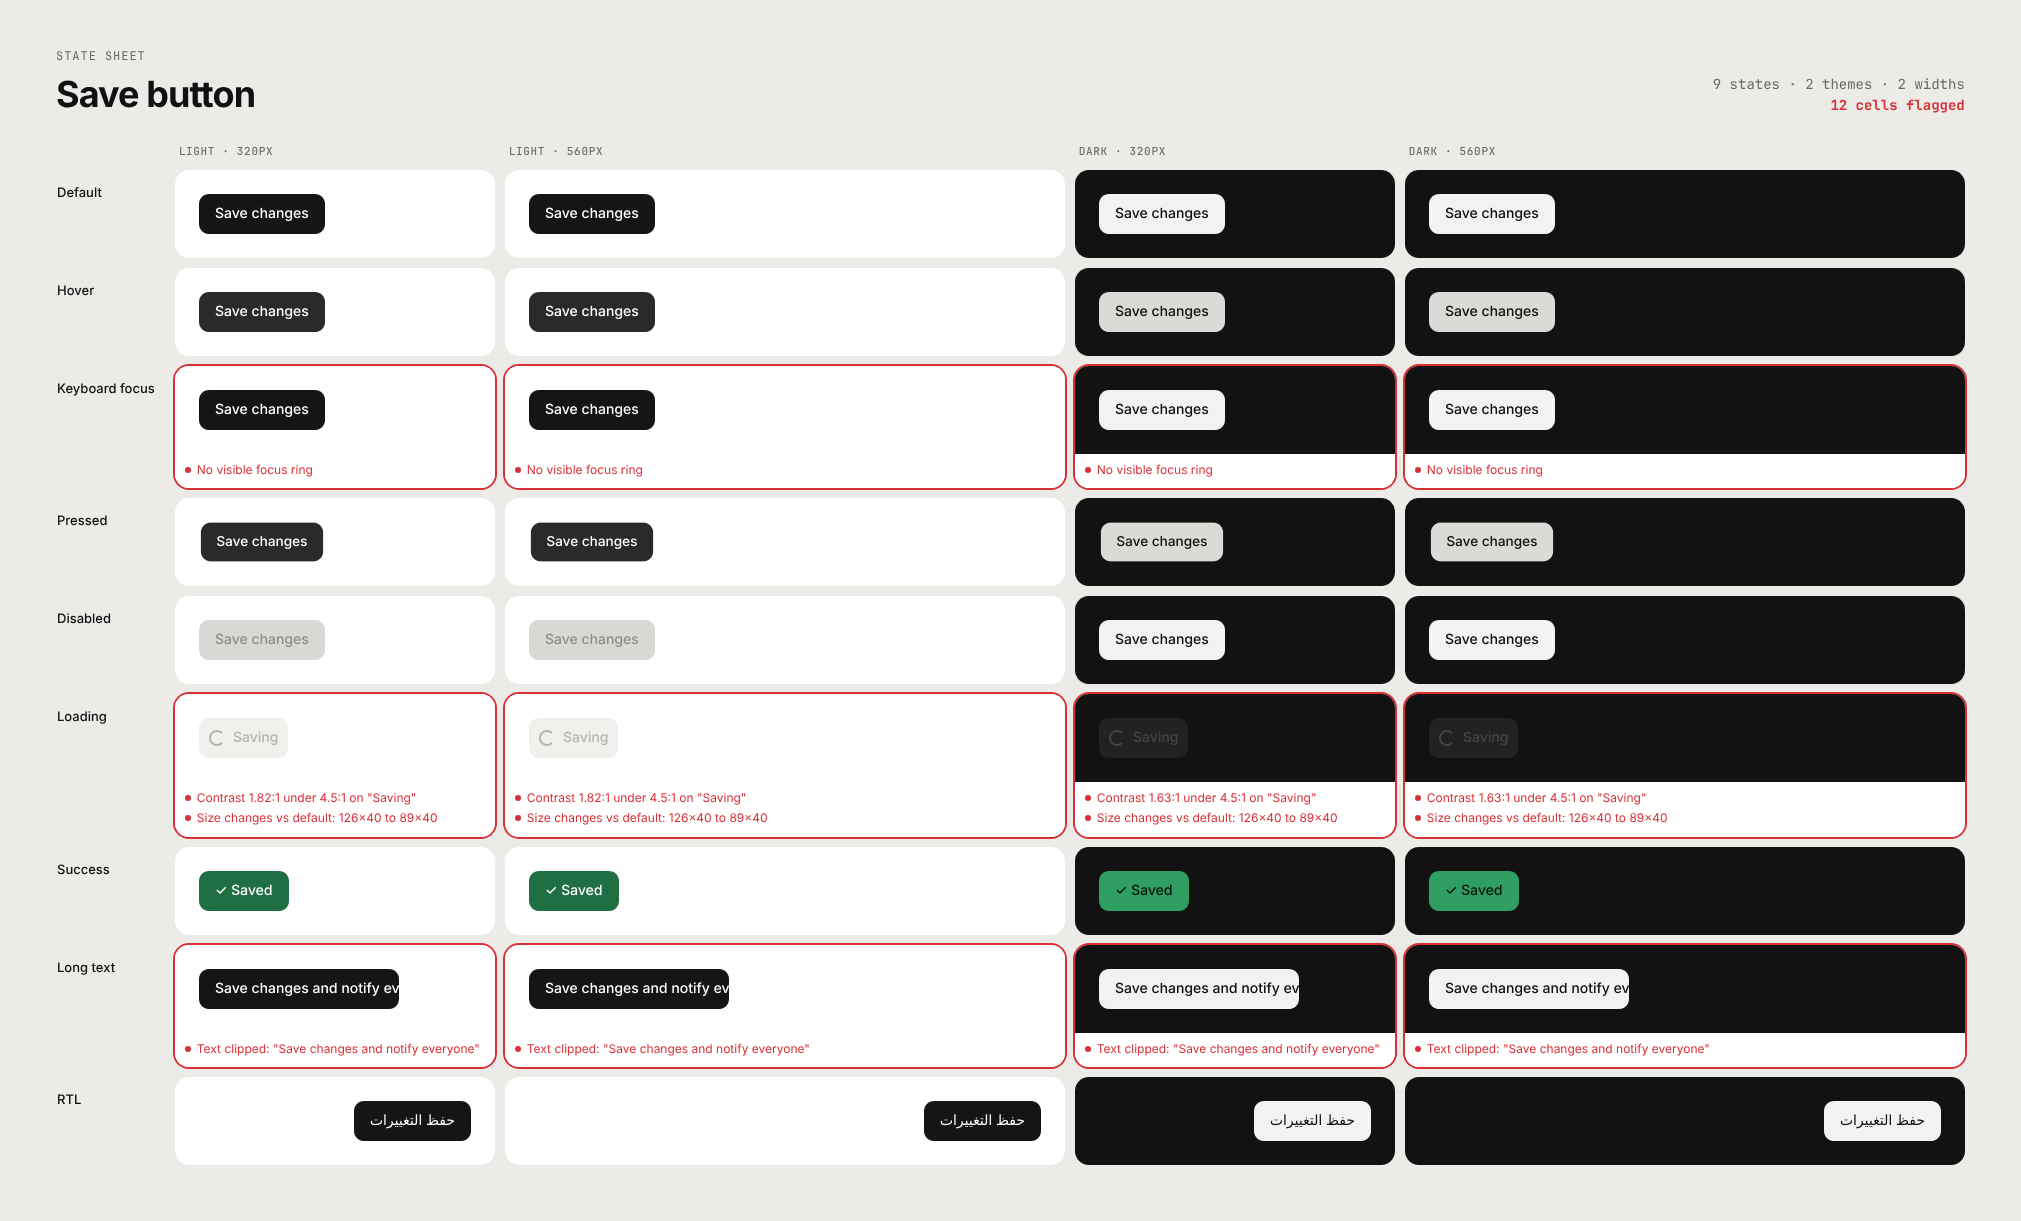 STATE SHEET
Save button
9 states · 2 themes · 2 widths
12 cells flagged
LIGHT · 320PX
LIGHT · 560PX
DARK · 320PX
DARK · 560PX
Default
Save changes
Save changes
Save changes
Save changes
Hover
Save changes
Save changes
Save changes
Save changes
Keyboard focus
Save changes
Save changes
Save changes
Save changes
No visible focus ring
No visible focus ring
No visible focus ring
No visible focus ring
Pressed
Save changes
Save changes
Save changes
Save changes
Disabled
Save changes
Save changes
Save changes
Save changes
Loading
Saving
Saving
Saving
Saving
Contrast 1.82:1 under 4.5:1 on "Saving"
Size changes vs default: 126×40 to 89×40
Contrast 1.82:1 under 4.5:1 on "Saving"
Size changes vs default: 126×40 to 89×40
Contrast 1.63:1 under 4.5:1 on "Saving"
Size changes vs default: 126×40 to 89×40
Contrast 1.63:1 under 4.5:1 on "Saving"
Size changes vs default: 126×40 to 89×40
Success
✓ Saved
✓ Saved
✓ Saved
✓ Saved
Long text
Save changes and notify ev
Save changes and notify ev
Save changes and notify ev
Save changes and notify ev
Text clipped: "Save changes and notify everyone"
Text clipped: "Save changes and notify everyone"
Text clipped: "Save changes and notify everyone"
Text clipped: "Save changes and notify everyone"
RTL
حفظ التغييرات
حفظ التغييرات
حفظ التغييرات
حفظ التغييرات